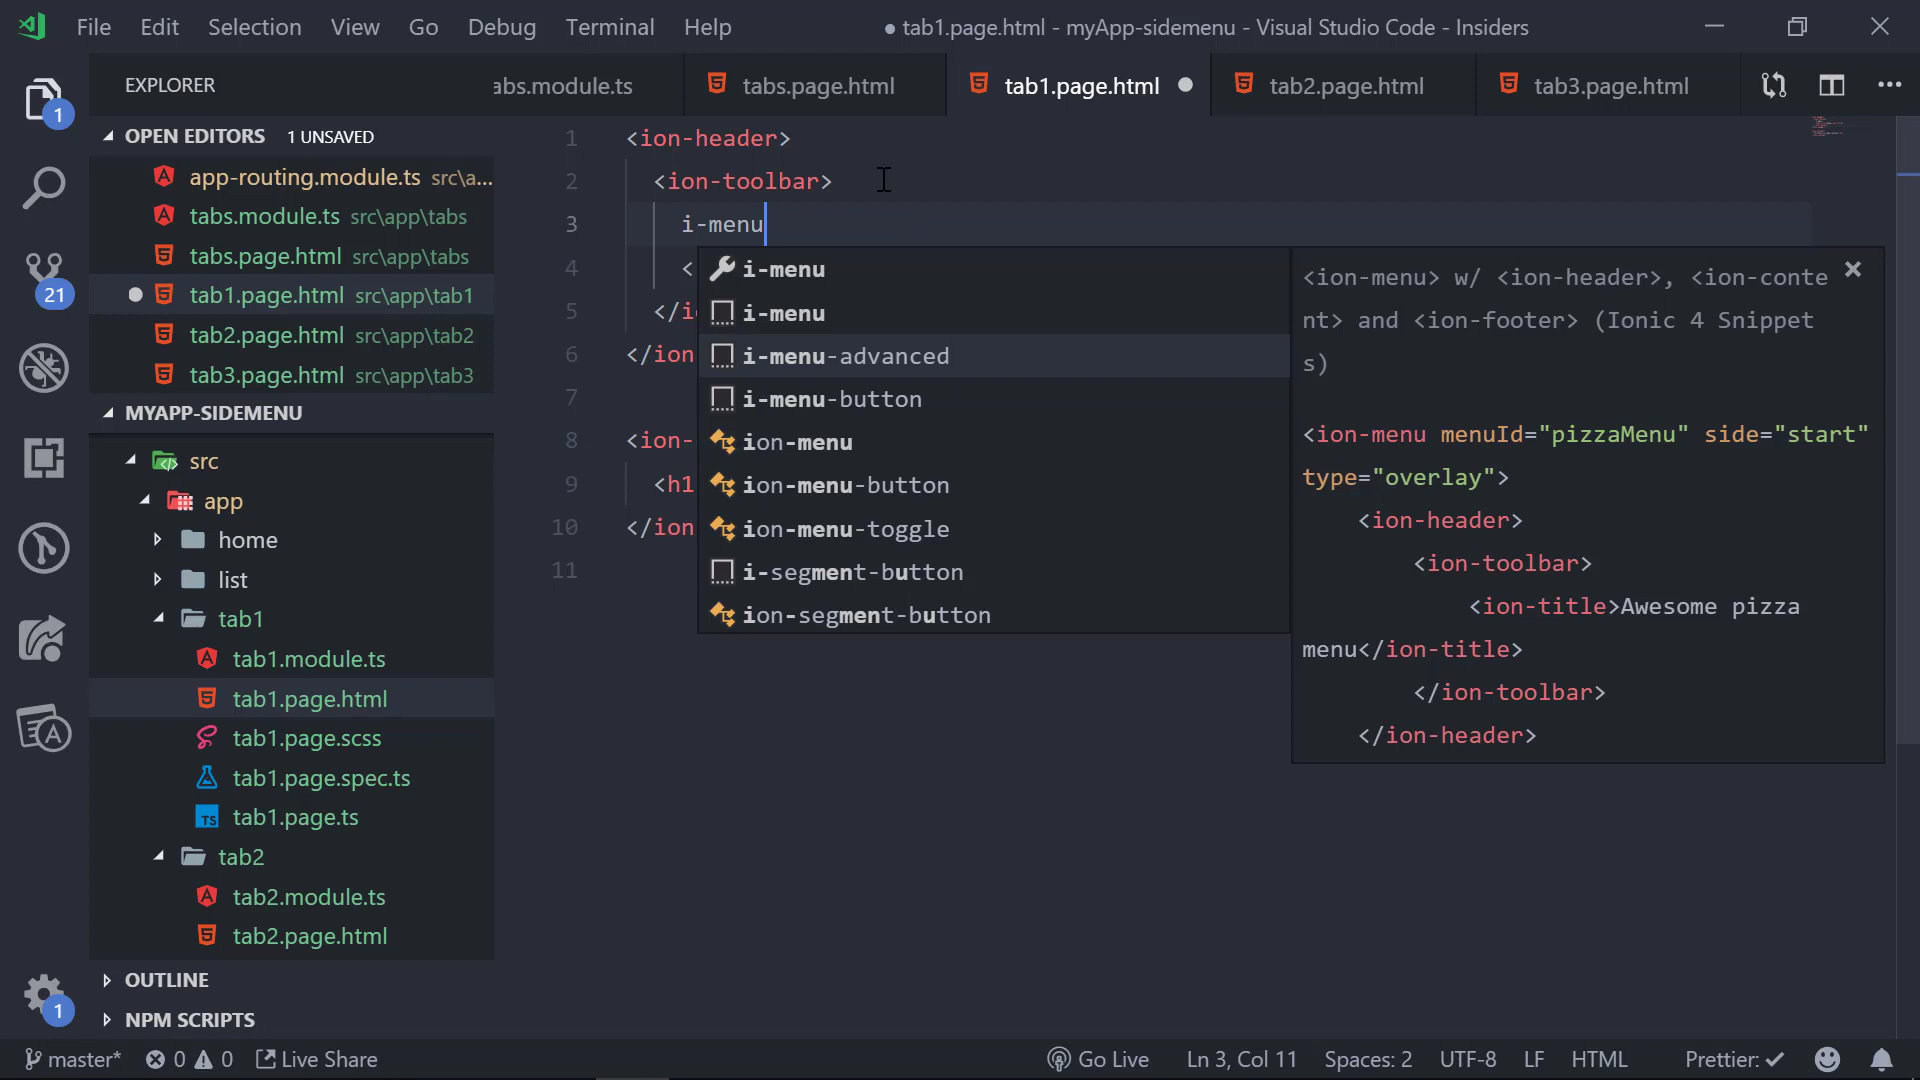 File Edit Selection View Go Debug Terminal Help
● tab1.page.html - myApp-sidemenu - Visual Studio Code - Insiders
EXPLORER
abs.module.ts
tabs.page.html
tab1.page.html
tab2.page.html
tab3.page.html
1
21
OPEN EDITORS 1 UNSAVED
app-routing.module.ts src\a...
tabs.module.ts src\app\tabs
tabs.page.html src\app\tabs
tab1.page.html src\app\tab1
tab2.page.html src\app\tab2
tab3.page.html src\app\tab3
MYAPP-SIDEMENU
src
app
home
list
tab1
tab1.module.ts
tab1.page.html
tab1.page.scss
tab1.page.spec.ts
TS tab1.page.ts
tab2
tab2.module.ts
tab2.page.html
OUTLINE
NPM SCRIPTS
1
1 <ion-header>
2 <ion-toolbar>
3 i-menu
4 <
5 </i
6 </ion
7
8 <ion-
9 <h1
10 </ion
11
i-menu
i-menu
i-menu-advanced
i-menu-button
ion-menu
ion-menu-button
ion-menu-toggle
i-segment-button
ion-segment-button
<ion-menu> w/ <ion-header>, <ion-conte
nt> and <ion-footer> (Ionic 4 Snippet
s)
<ion-menu menuId="pizzaMenu" side="start"
type="overlay">
<ion-header>
<ion-toolbar>
<ion-title>Awesome pizza
menu</ion-title>
</ion-toolbar>
</ion-header>
master* 0 0 Live Share
Go Live Ln 3, Col 11 Spaces: 2 UTF-8 LF HTML Prettier: ✓